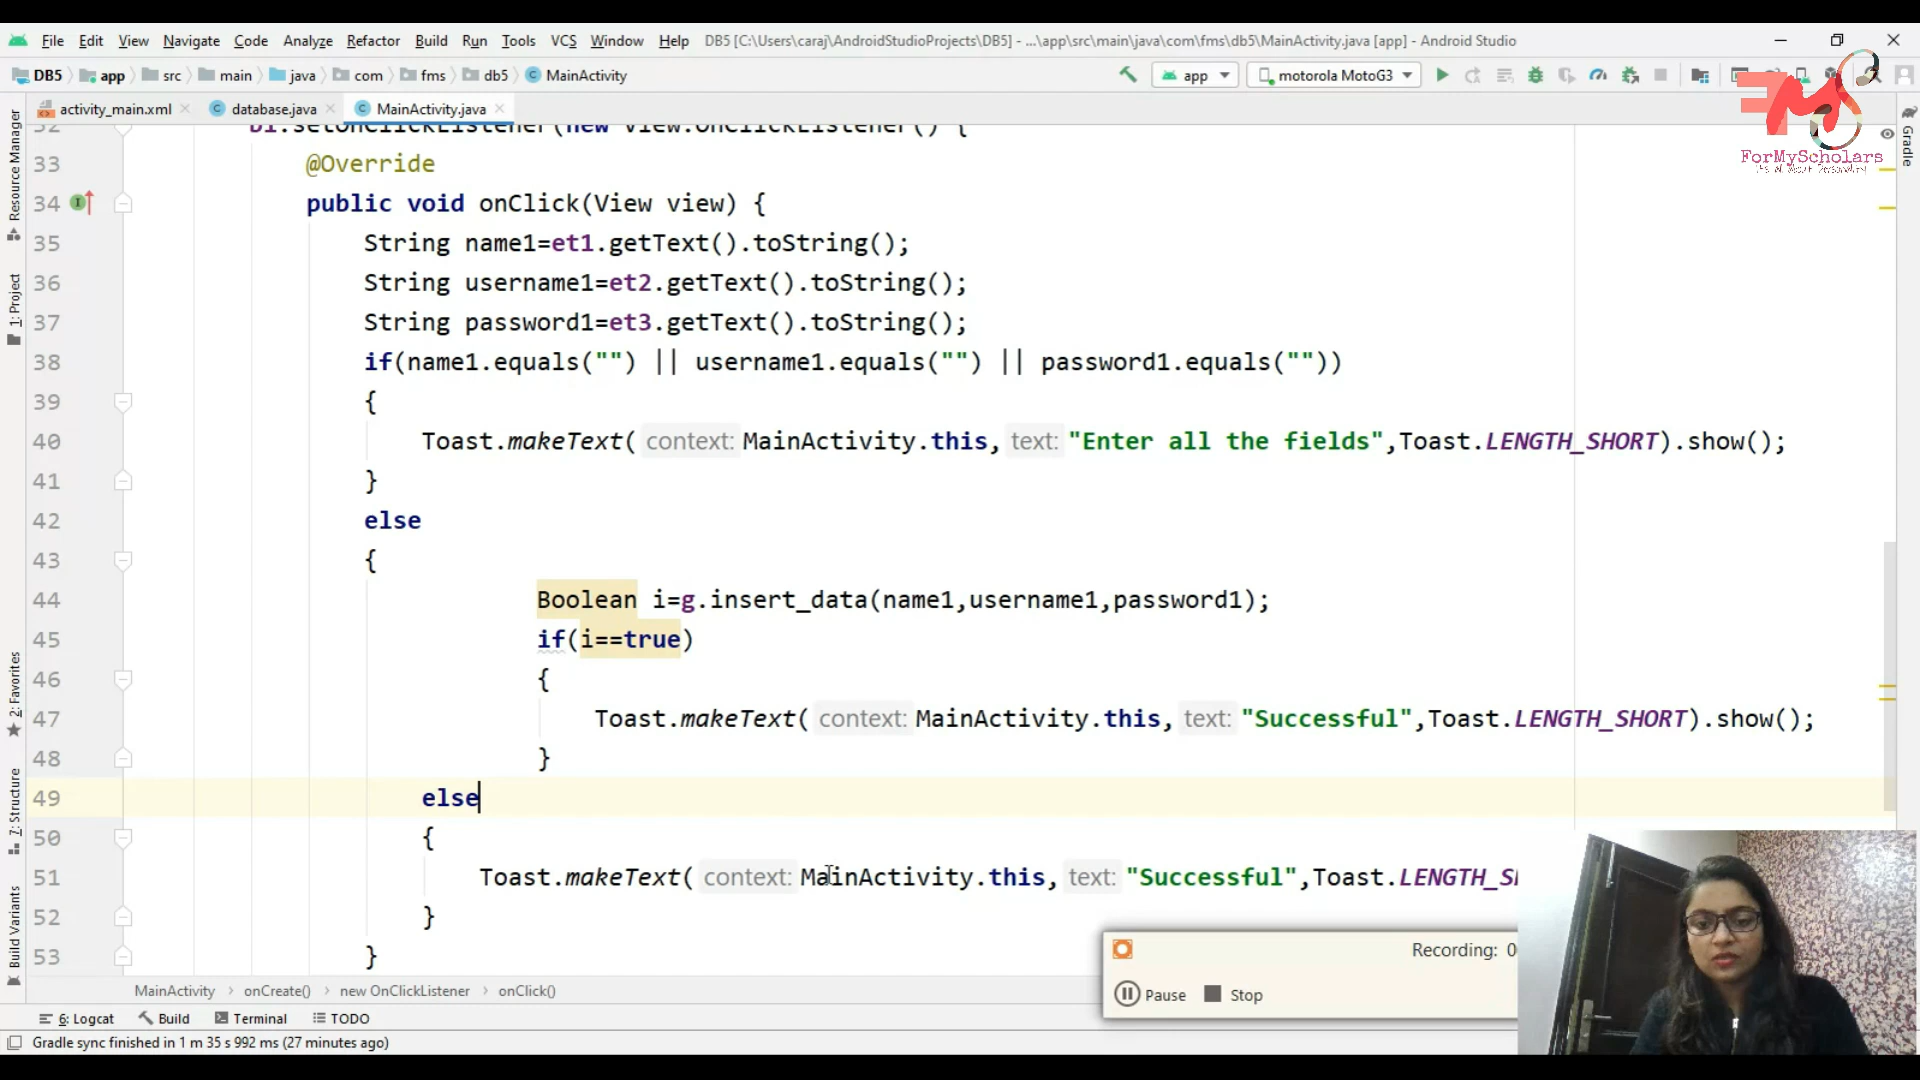 File Edit View Navigate Code Analyze Refactor Build Run Tools VCS Window Help DB5 [C:\Users\caraj\AndroidStudioProjects\DB5] - ...\app\src\main\java\com\fms\db5\MainActivity.java [app] - Android Studio
DB5 app src main java com fms db5 MainActivity app motorola MotoG3
activity_main.xml database.java MainActivity.java
ForMyScholars
Resource Manager
1: Project
2: Favorites
7: Structure
Build Variants
Gradle
.setOnClickListener(new View.OnClickListener() {
33 @Override
34 public void onClick(View view) {
35 String name1=et1.getText().toString();
36 String username1=et2.getText().toString();
37 String password1=et3.getText().toString();
38 if(name1.equals("") || username1.equals("") || password1.equals(""))
39 {
40 Toast.makeText( context: MainActivity.this, text: "Enter all the fields",Toast.LENGTH_SHORT).show();
41 }
42 else
43 {
44 Boolean i=g.insert_data(name1,username1,password1);
45 if(i==true)
46 {
47 Toast.makeText( context: MainActivity.this, text: "Successful",Toast.LENGTH_SHORT).show();
48 }
49 else
50 {
51 Toast.makeText( context: MainActivity.this, text: "Successful",Toast.LENGTH_S
52 }
53 }
Recording: 0
Pause Stop
MainActivity onCreate() new OnClickListener onClick()
6: Logcat Build Terminal TODO
Gradle sync finished in 1 m 35 s 992 ms (27 minutes ago)